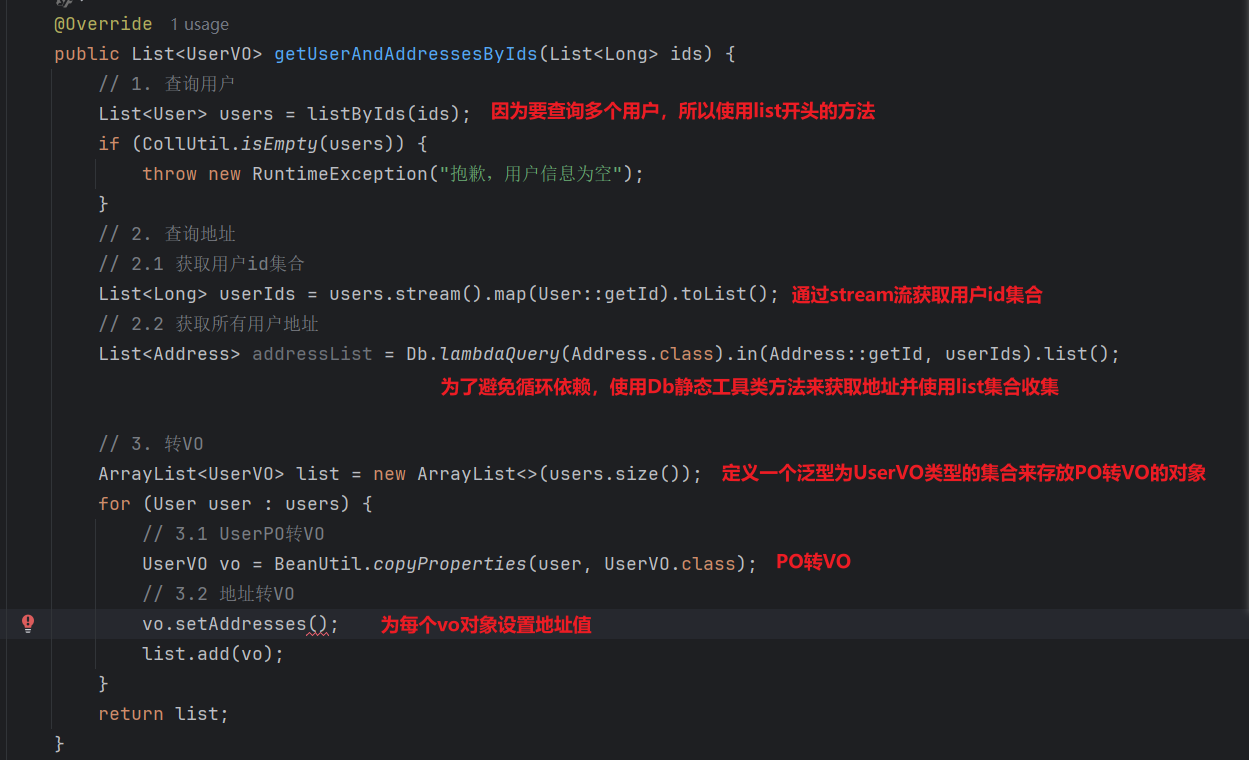 @Override 1 usage
public List<UserVO> getUserAndAddressesByIds(List<Long> ids) {
// 1. 查询用户
List<User> users = listByIds(ids); 因为要查询多个用户，所以使用list开头的方法
if (CollUtil.isEmpty(users)) {
throw new RuntimeException("抱歉，用户信息为空");
}
// 2. 查询地址
// 2.1 获取用户id集合
List<Long> userIds = users.stream().map(User::getId).toList(); 通过stream流获取用户id集合
// 2.2 获取所有用户地址
List<Address> addressList = Db.lambdaQuery(Address.class).in(Address::getId, userIds).list();
为了避免循环依赖，使用Db静态工具类方法来获取地址并使用list集合收集
// 3. 转VO
ArrayList<UserVO> list = new ArrayList<>(users.size()); 定义一个泛型为UserVO类型的集合来存放PO转VO的对象
for (User user : users) {
// 3.1 UserPO转VO
UserVO vo = BeanUtil.copyProperties(user, UserVO.class); PO转VO
// 3.2 地址转VO
vo.setAddresses(); 为每个vo对象设置地址值
list.add(vo);
}
return list;
}